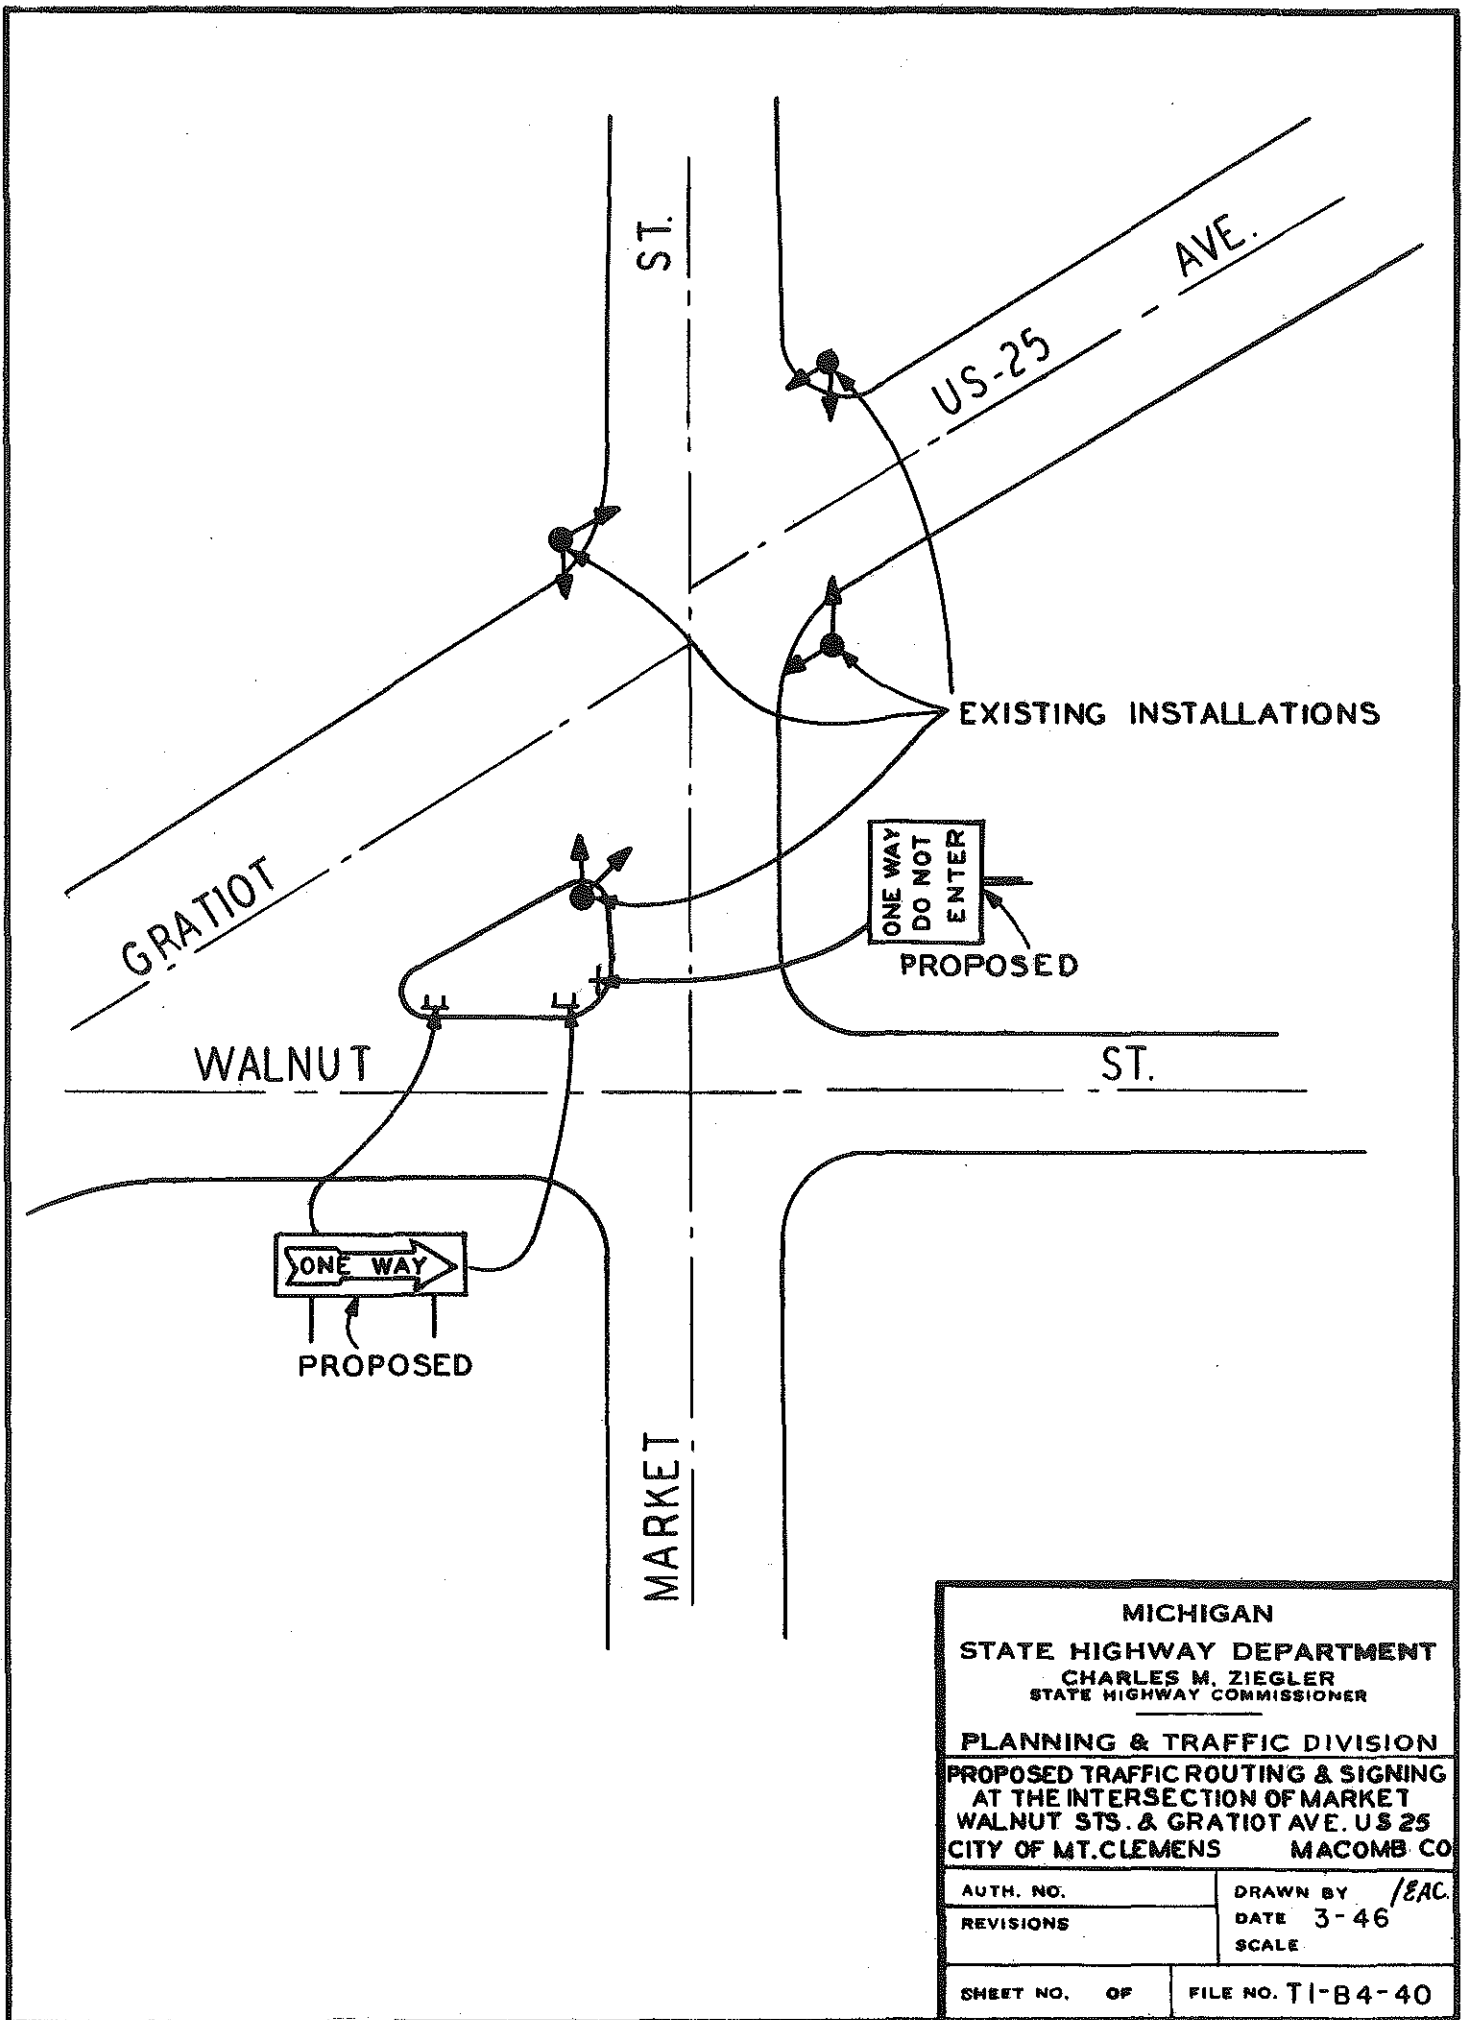 ST.
AVE.
US-25
EXISTING INSTALLATIONS
ONE WAY
DO NOT
ENTER
PROPOSED
GRATIOT
WALNUT
ST.
ONE WAY
PROPOSED
MARKET
MICHIGAN
STATE HIGHWAY DEPARTMENT
CHARLES M. ZIEGLER
STATE HIGHWAY COMMISSIONER
PLANNING & TRAFFIC DIVISION
PROPOSED TRAFFIC ROUTING & SIGNING
AT THE INTERSECTION OF MARKET
WALNUT STS. & GRATIOT AVE. US 25
CITY OF MT. CLEMENS MACOMB CO
AUTH. NO.
DRAWN BY /EAC.
REVISIONS
DATE 3-46
SCALE
SHEET NO. OF
FILE NO. T1-B4-40